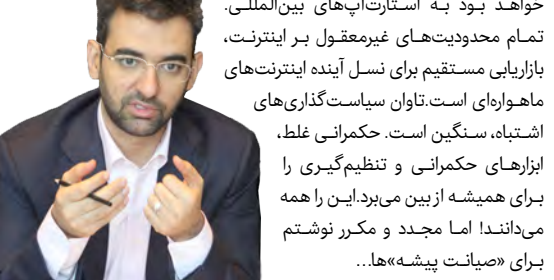 خواهد بود به استارت‌آپ‌های بین‌المللی.
تمام محدودیت‌های غیرمعقول بر اینترنت،
بازاریابی مستقیم برای نسل آینده اینترنت‌های
ماهواره‌ای است.تاوان سیاست‌گذاری‌های
اشتباه، سنگین است. حکمرانی غلط،
ابزارهای حکمرانی و تنظیم‌گیری را
برای همیشه از بین می‌برد.این را همه
می‌دانند! اما مجدد و مکرر نوشتم
برای «صیانت پیشه»ها...